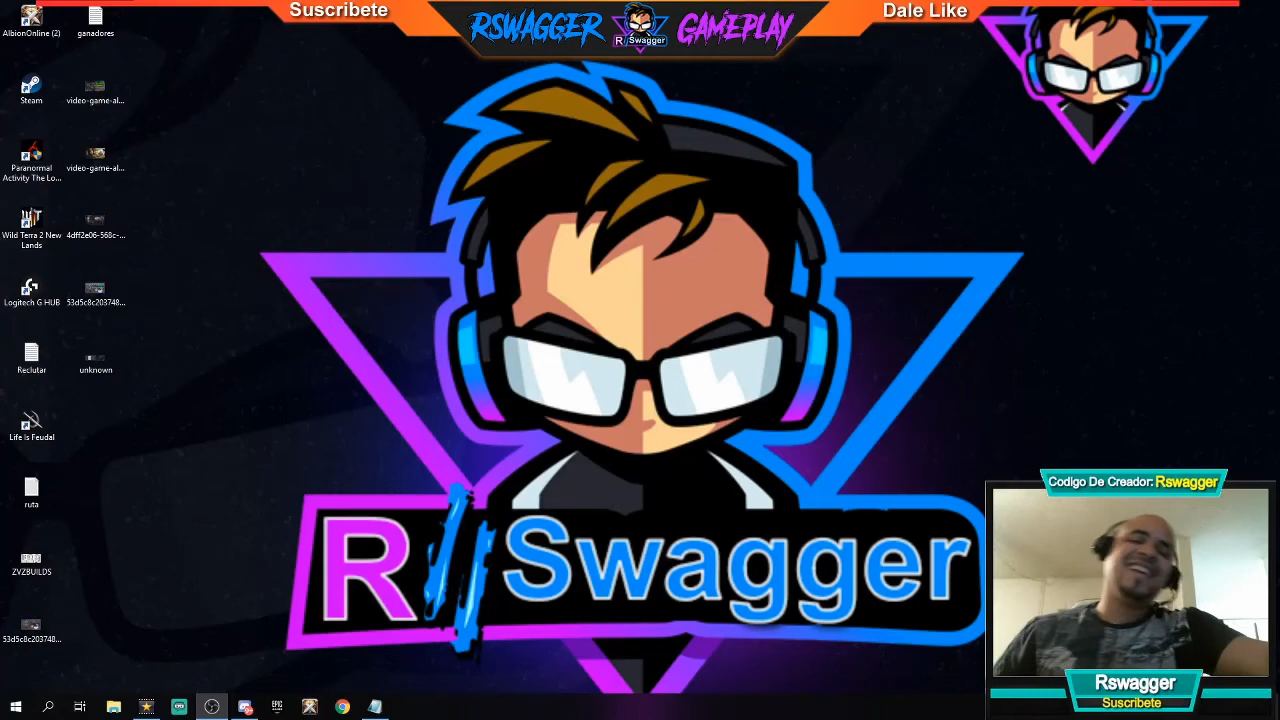 Suscribete
RSWAGGER
R Swagger
GAMEPLAY
Dale Like
AlbionOnline (2)
ganadores
Steam
video-game-al...
Paranormal
Activity The Lo...
video-game-al...
Wild Terra 2 New
Lands
4dff2e06-568c-...
Logitech G HUB
53d5c8c203748...
Reclutar
unknown
Life Is Feudal
ruta
ZVZBUILDS
53d5c8c203748...
R//Swagger
Codigo De Creador: Rswagger
Rswagger
Suscribete
EPIC